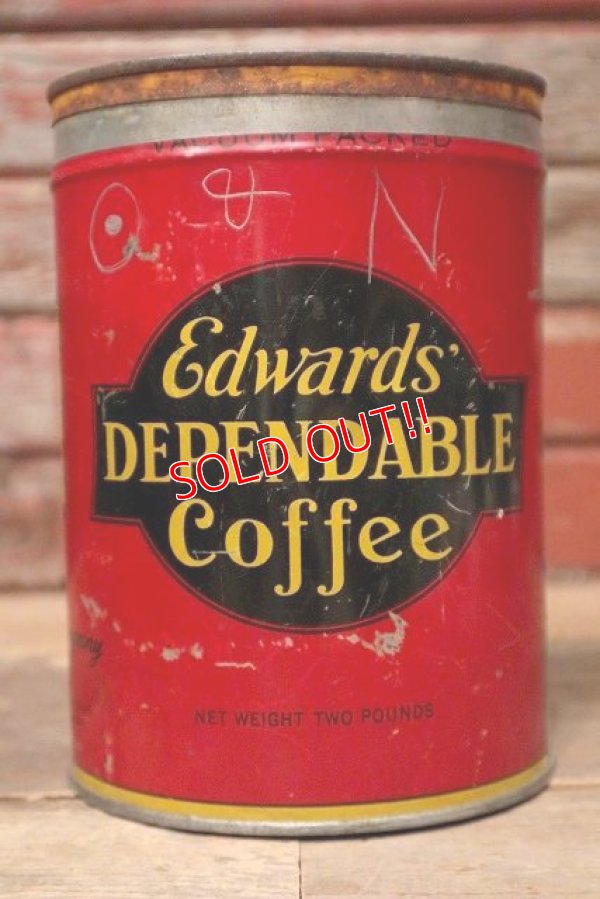 VACUUM PACKED
Q & N
Edwards'
DEPENDABLE
SOLD OUT!!
Coffee
NET WEIGHT TWO POUNDS